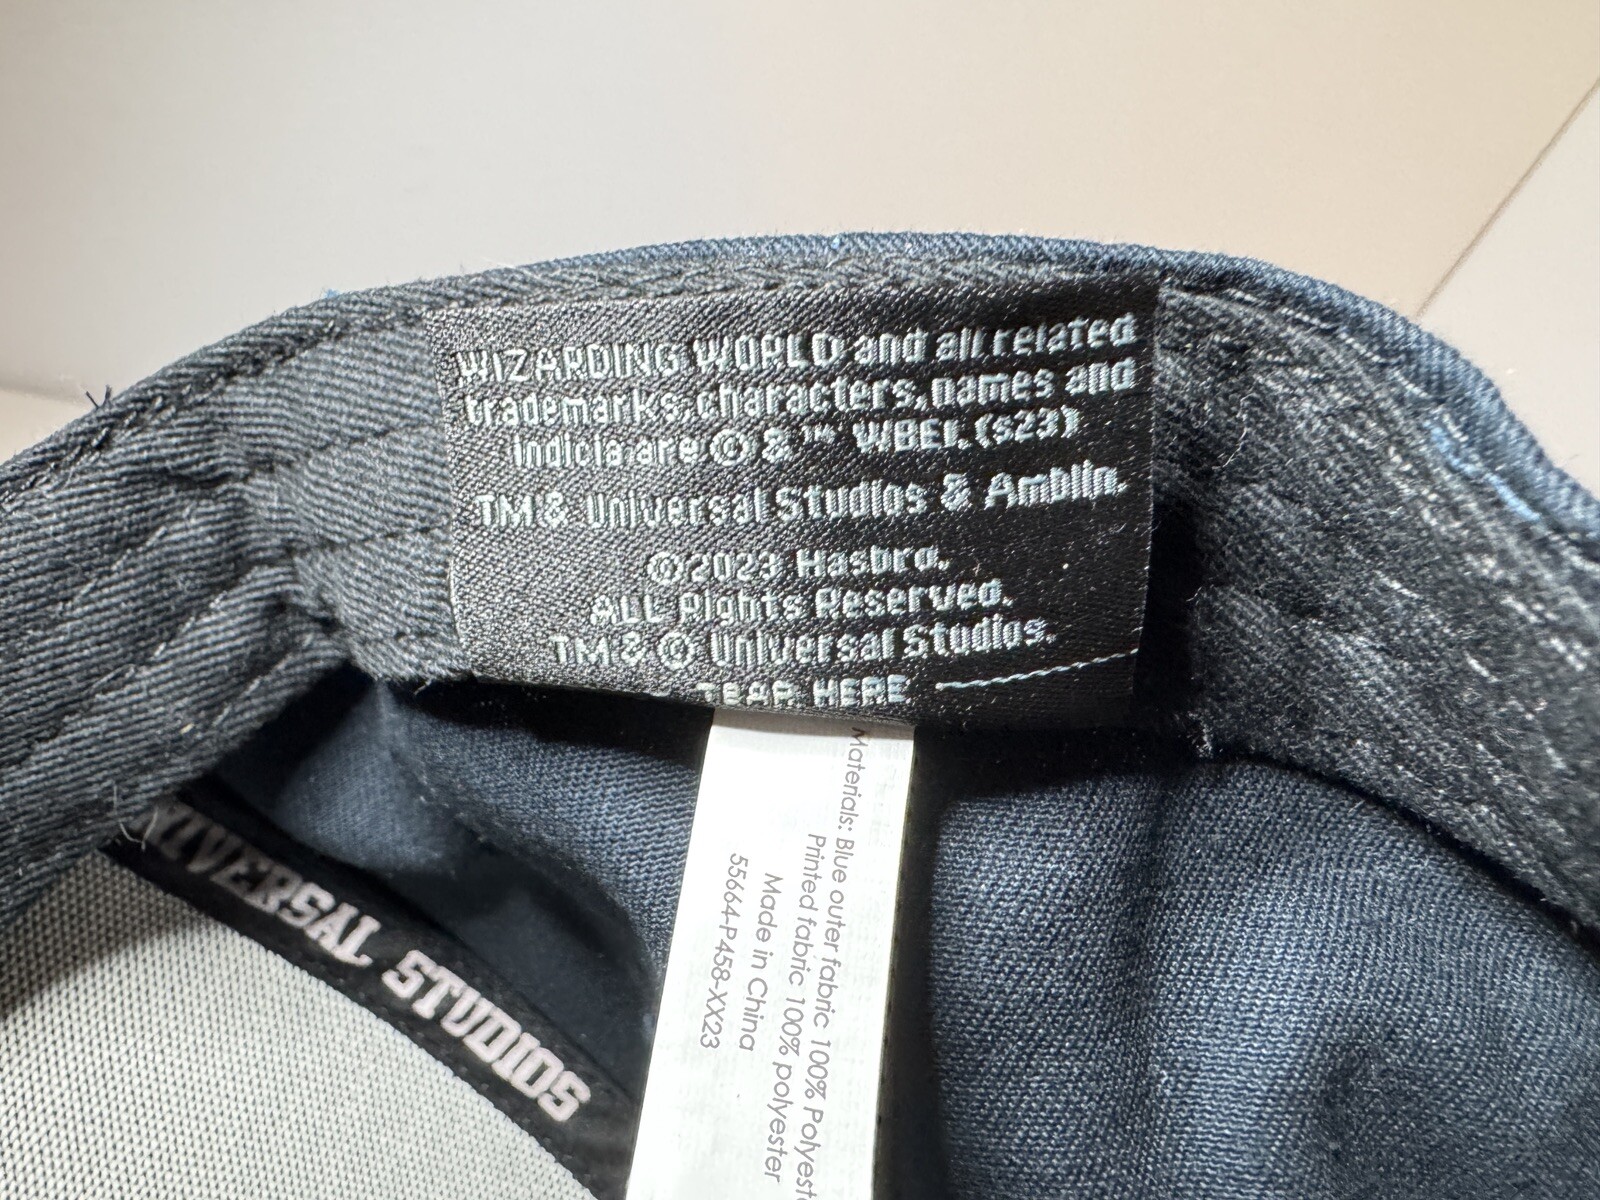 WIZARDING WORLD and all related
trademarks, characters, names and
indicia are © & ™ WBEI. (s23)
TM & Universal Studios & Amblin.
©2023 Hasbro.
ALL Rights Reserved.
TM & © Universal Studios.
TEAR HERE
Materials: Blue outer fabric 100%
Printed fabric 100% polyester
Made in China
55664-P458-XX23
STUDIOS